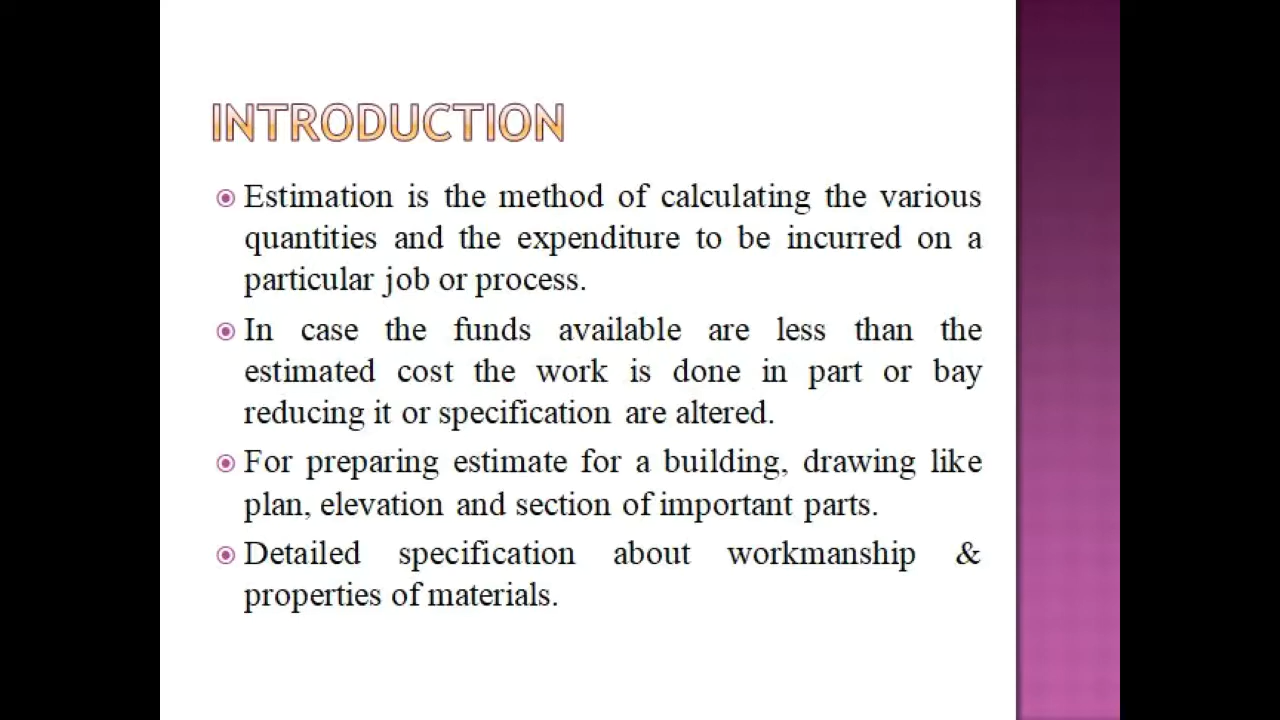 INTRODUCTION
Estimation is the method of calculating the various
quantities and the expenditure to be incurred on a
particular job or process.
In case the funds available are less than the
estimated cost the work is done in part or bay
reducing it or specification are altered.
For preparing estimate for a building, drawing like
plan, elevation and section of important parts.
Detailed specification about workmanship &
properties of materials.